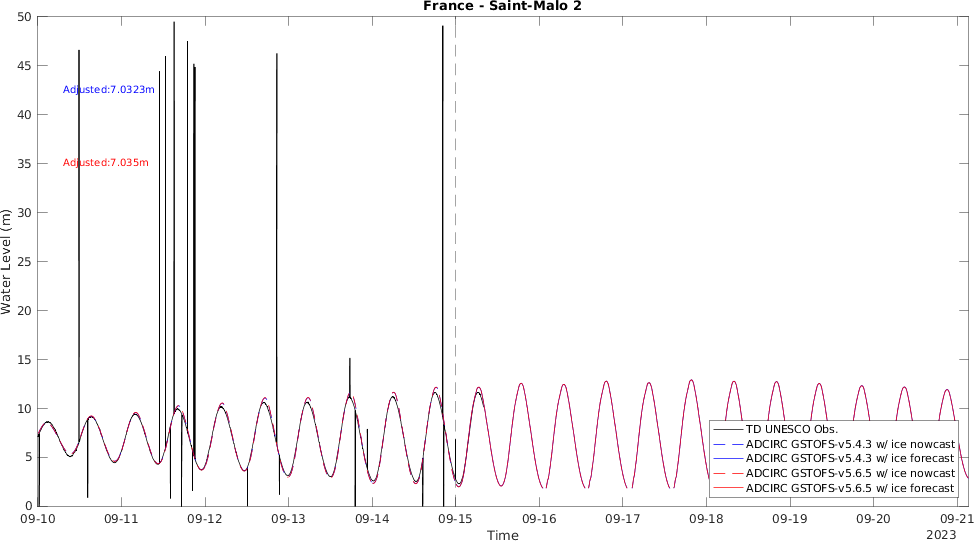 France - Saint-Malo 2
50
45
Adjusted:7.0323m
40
35
Adjusted:7.035m
30
25
20
15
10
5
0
Water Level (m)
TD UNESCO Obs.
ADCIRC GSTOFS-v5.4.3 w/ ice nowcast
ADCIRC GSTOFS-v5.4.3 w/ ice forecast
ADCIRC GSTOFS-v5.6.5 w/ ice nowcast
ADCIRC GSTOFS-v5.6.5 w/ ice forecast
09-10 09-11 09-12 09-13 09-14 09-15 09-16 09-17 09-18 09-19 09-20 09-21
Time
2023